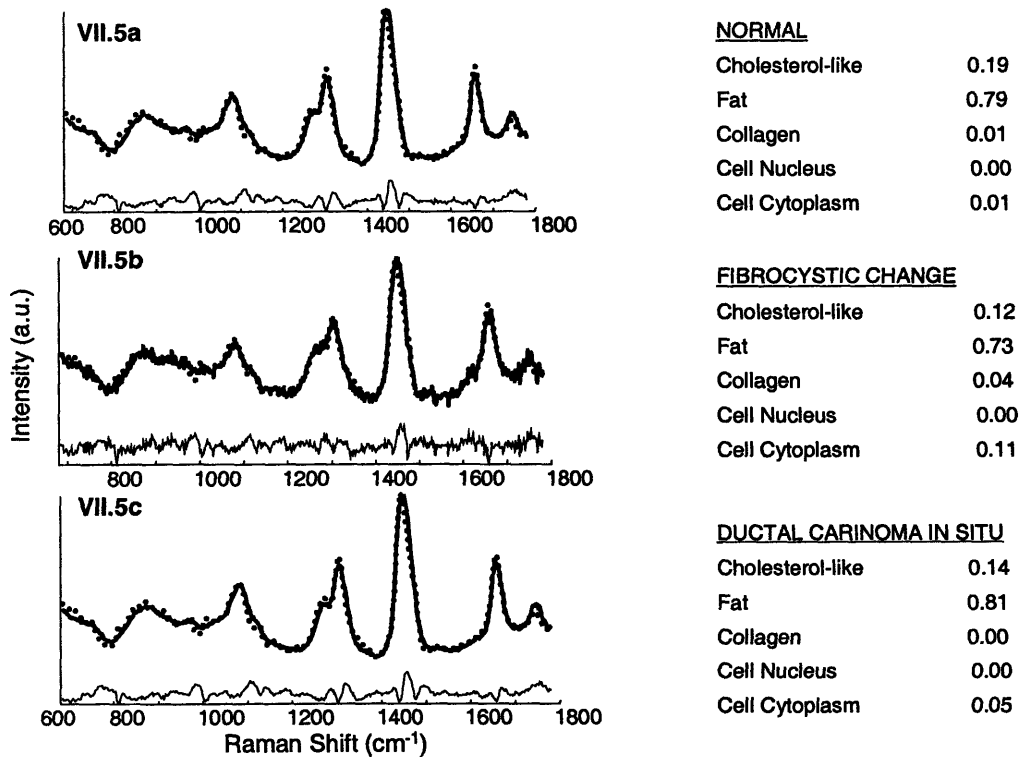 VII.5a
600 800 1000 1200 1400 1600 1800
NORMAL
Cholesterol-like 0.19
Fat 0.79
Collagen 0.01
Cell Nucleus 0.00
Cell Cytoplasm 0.01
VII.5b
800 1000 1200 1400 1600 1800
FIBROCYSTIC CHANGE
Cholesterol-like 0.12
Fat 0.73
Collagen 0.04
Cell Nucleus 0.00
Cell Cytoplasm 0.11
Intensity (a.u.)
VII.5c
600 800 1000 1200 1400 1600 1800
Raman Shift (cm⁻¹)
DUCTAL CARINOMA IN SITU
Cholesterol-like 0.14
Fat 0.81
Collagen 0.00
Cell Nucleus 0.00
Cell Cytoplasm 0.05